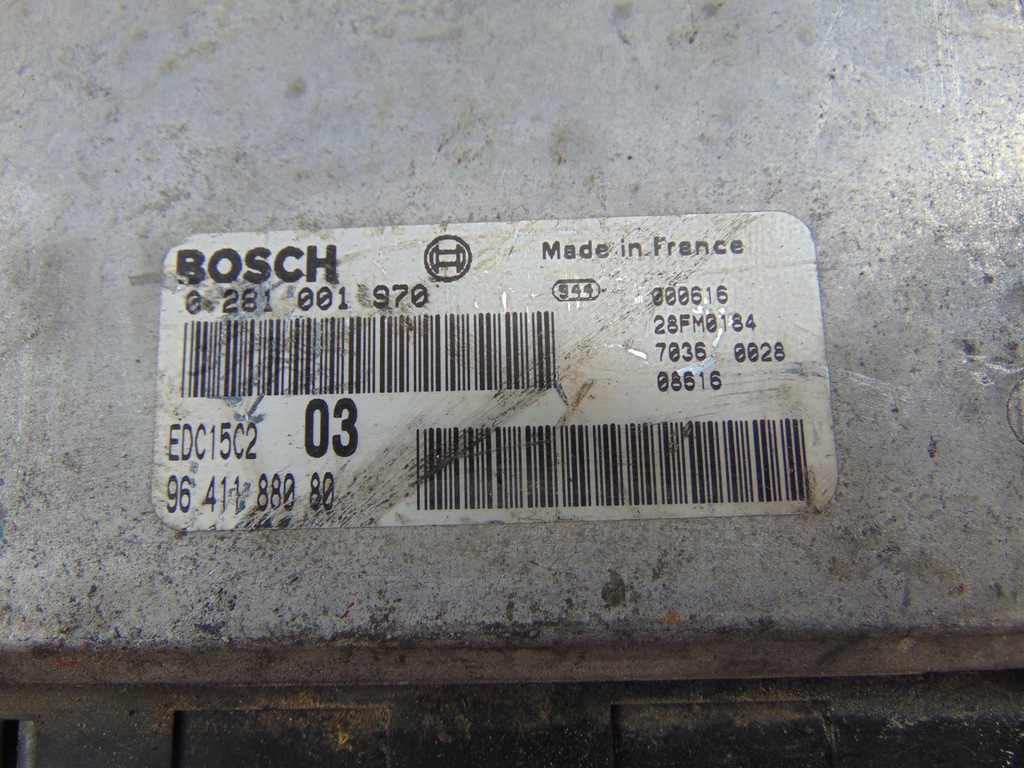 BOSCH
Made in France
0 281 001 970
944
000616
28FM0184
7036 0028
08616
EDC15C2 03
96 411 880 80